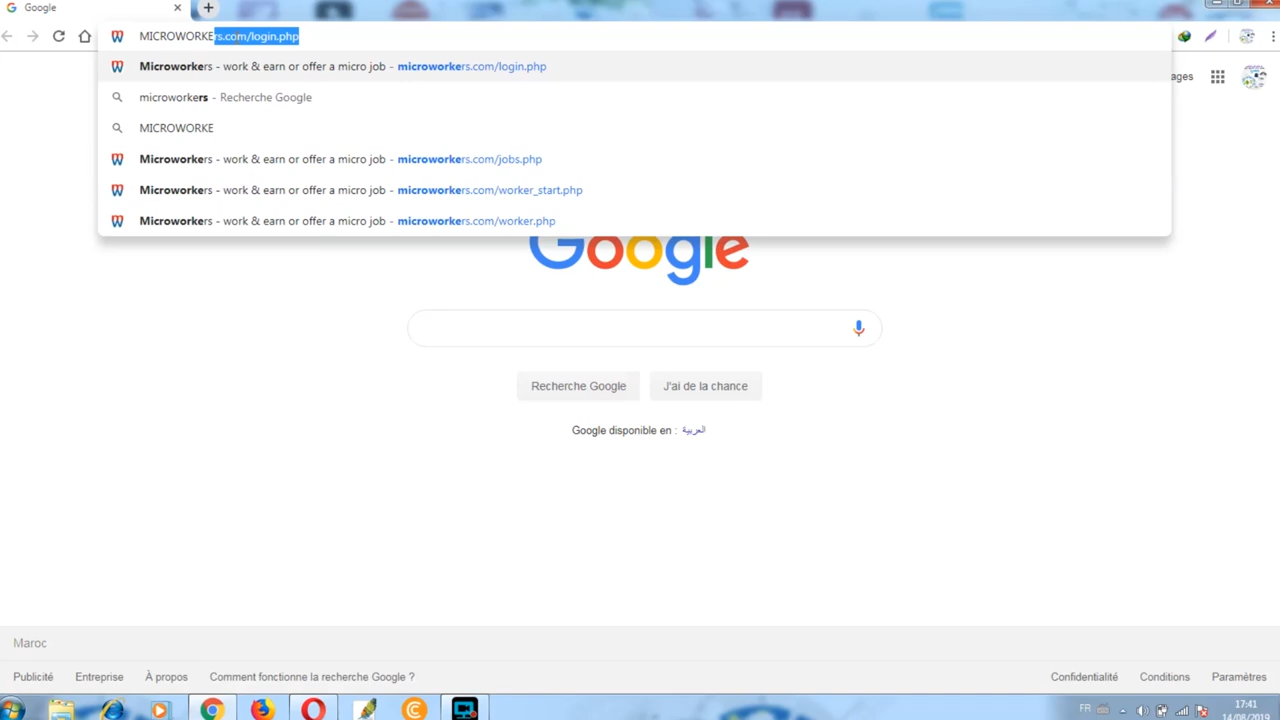 Google
MICROWORKErs.com/login.php
Microworkers - work & earn or offer a micro job - microworkers.com/login.php
microworkers - Recherche Google
MICROWORKE
Microworkers - work & earn or offer a micro job - microworkers.com/jobs.php
Microworkers - work & earn or offer a micro job - microworkers.com/worker_start.php
Microworkers - work & earn or offer a micro job - microworkers.com/worker.php
ages
Google
Recherche Google
J'ai de la chance
Google disponible en : العربية
Maroc
Publicité
Entreprise
À propos
Comment fonctionne la recherche Google ?
Confidentialité
Conditions
Paramètres
FR
17:41
14/08/2019